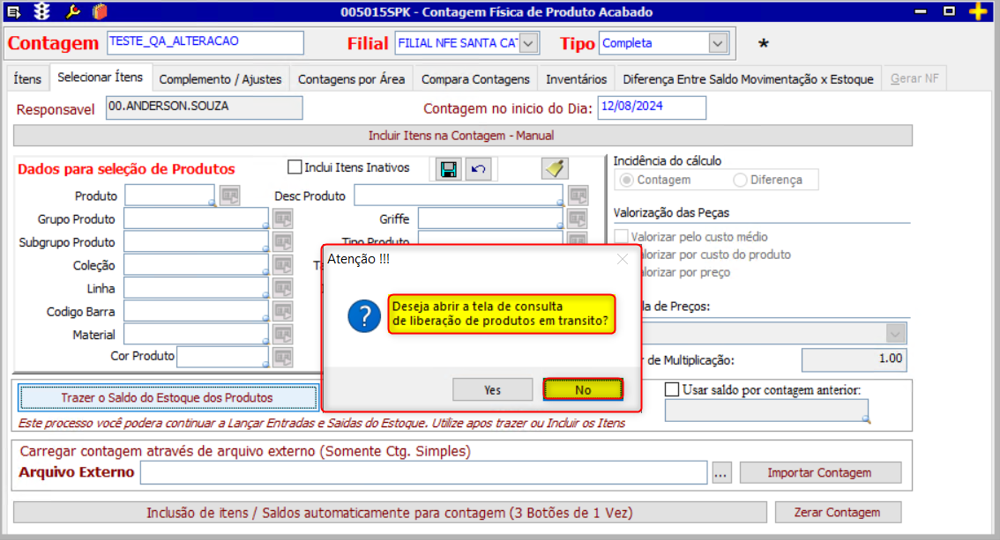 005015SPK - Contagem Física de Produto Acabado
Contagem TESTE_QA_ALTERACAO Filial FILIAL NFE SANTA CAT Tipo Completa *
Ítens Selecionar Ítens Complemento / Ajustes Contagens por Área Compara Contagens Inventários Diferença Entre Saldo Movimentação x Estoque Gerar NF
Responsavel 00.ANDERSON.SOUZA Contagem no inicio do Dia: 12/08/2024
Incluir Itens na Contagem - Manual
Dados para seleção de Produtos Inclui Itens Inativos
Produto Desc Produto
Grupo Produto Griffe
Subgrupo Produto Tipo Produto
Coleção
Linha
Codigo Barra
Material
Cor Produto
Incidência do cálculo
Contagem Diferença
Valorização das Peças
Valorizar pelo custo médio
alorizar por custo do produto
alorizar por preço
la de Preços:
r de Multiplicação: 1.00
Atenção !!!
Deseja abrir a tela de consulta
de liberação de produtos em transito?
Yes No
Trazer o Saldo do Estoque dos Produtos
Usar saldo por contagem anterior:
Este processo você podera continuar a Lançar Entradas e Saidas do Estoque. Utilize apos trazer ou Incluir os Itens
Carregar contagem através de arquivo externo (Somente Ctg. Simples)
Arquivo Externo ... Importar Contagem
Inclusão de itens / Saldos automaticamente para contagem (3 Botões de 1 Vez) Zerar Contagem